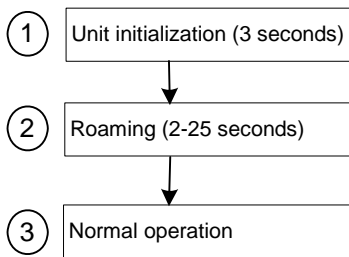 1 Unit initialization (3 seconds)
2 Roaming (2-25 seconds)
3 Normal operation